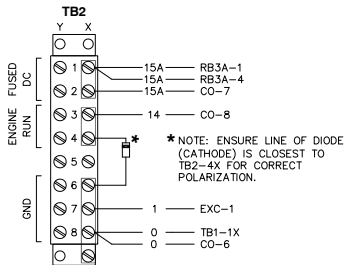 TB2
Y X
FUSED DC
1 15A RB3A-1
15A RB3A-4
2 15A CO-7
ENGINE RUN
3 14 CO-8
4 *
* NOTE: ENSURE LINE OF DIODE
(CATHODE) IS CLOSEST TO
TB2-4X FOR CORRECT
POLARIZATION.
5
GND
6
7 1 EXC-1
8 0 TB1-1X
0 CO-6